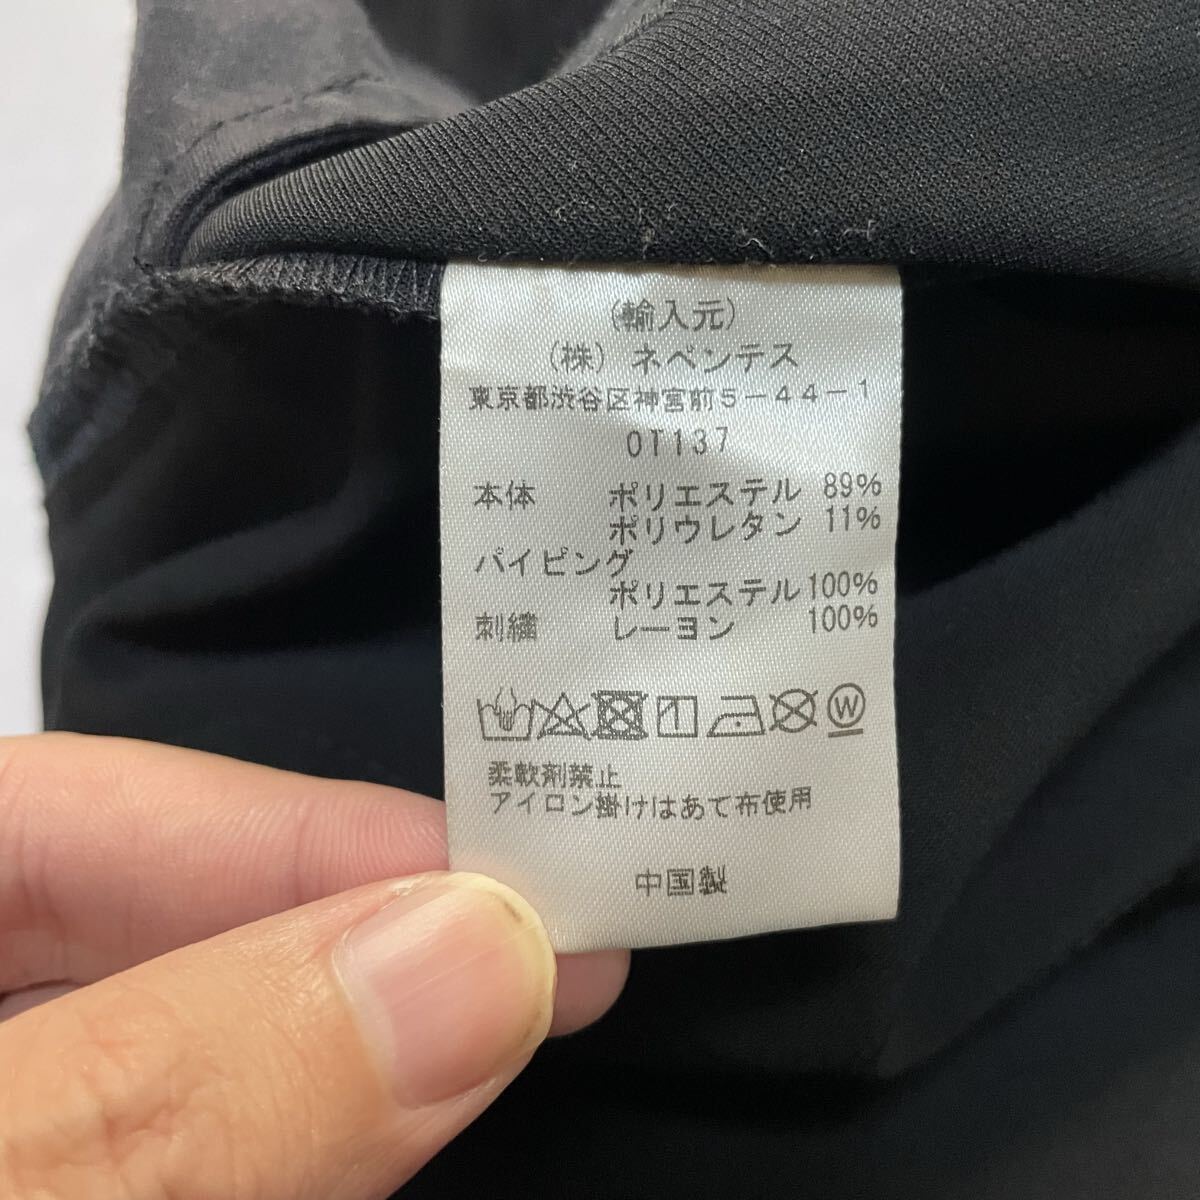 (輸入元)
(株) ネペンテス
東京都渋谷区神宮前5-44-1
OT137
本体 ポリエステル 89%
ポリウレタン 11%
パイピング
ポリエステル 100%
刺繍 レーヨン 100%
1 W
柔軟剤禁止
アイロン掛けはあて布使用
中国製